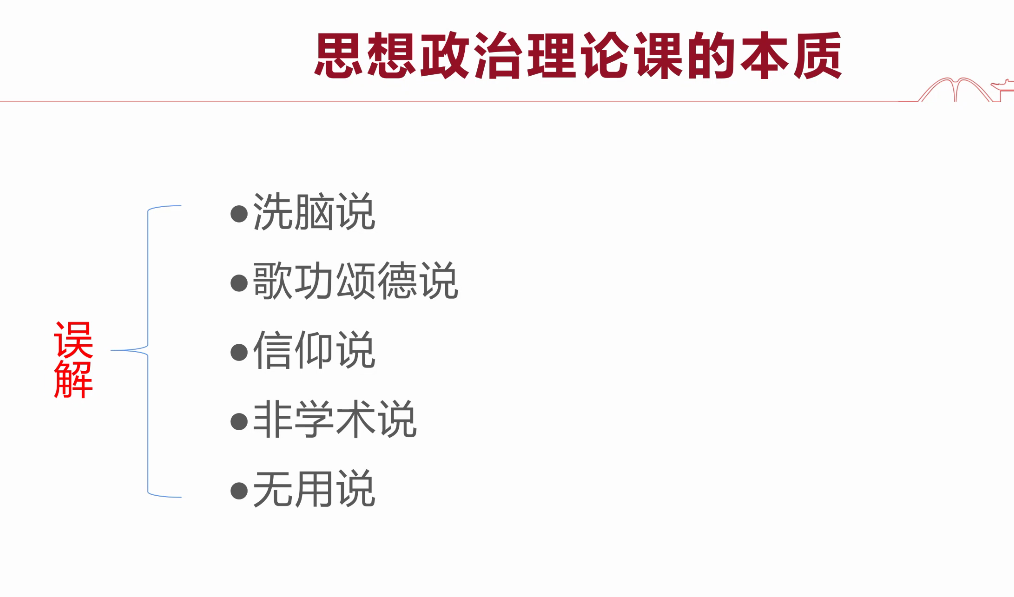 思想政治理论课的本质
●洗脑说
●歌功颂德说
误解
●信仰说
●非学术说
●无用说